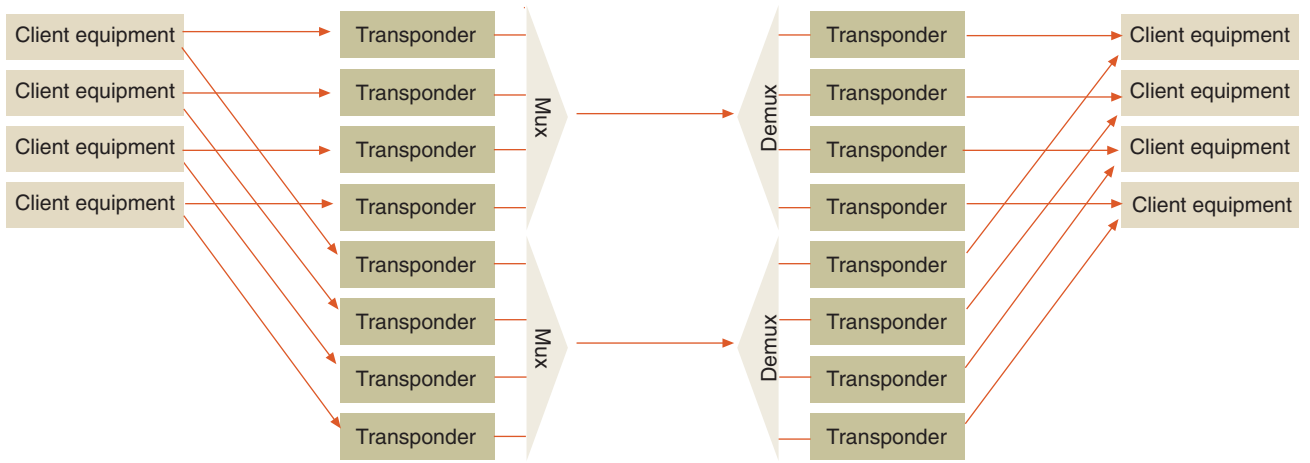 Client equipment
Client equipment
Client equipment
Client equipment
Transponder
Transponder
Transponder
Transponder
Transponder
Transponder
Transponder
Transponder
Mux
Mux
Demux
Demux
Transponder
Transponder
Transponder
Transponder
Transponder
Transponder
Transponder
Transponder
Client equipment
Client equipment
Client equipment
Client equipment